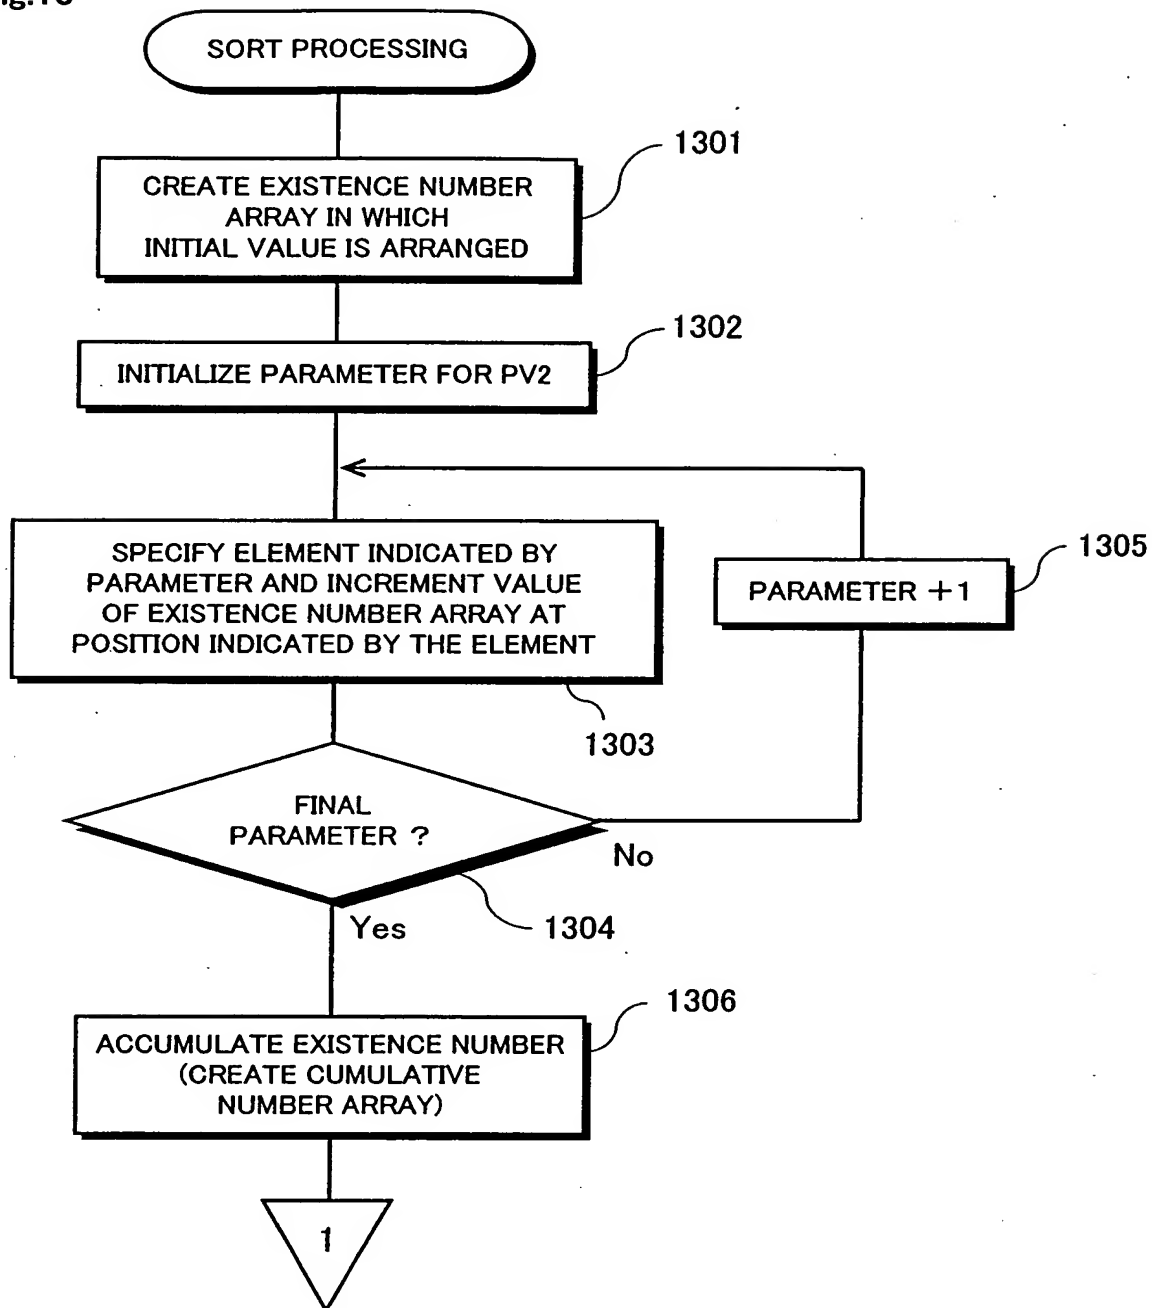 SORT PROCESSING
1301
CREATE EXISTENCE NUMBER
ARRAY IN WHICH
INITIAL VALUE IS ARRANGED
1302
INITIALIZE PARAMETER FOR PV2
SPECIFY ELEMENT INDICATED BY
PARAMETER AND INCREMENT VALUE
OF EXISTENCE NUMBER ARRAY AT
POSITION INDICATED BY THE ELEMENT
1303
1305
PARAMETER +1
FINAL
PARAMETER ?
No
Yes
1304
1306
ACCUMULATE EXISTENCE NUMBER
(CREATE CUMULATIVE
NUMBER ARRAY)
1